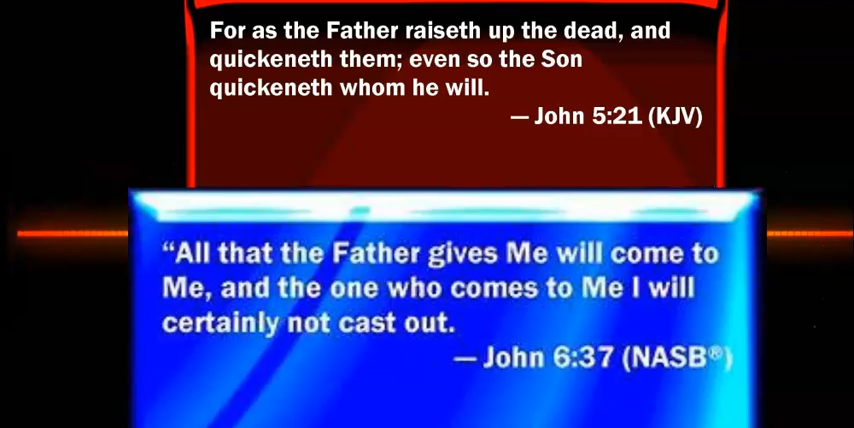 For as the Father raiseth up the dead, and
quickeneth them; even so the Son
quickeneth whom he will.
— John 5:21 (KJV)
“All that the Father gives Me will come to
Me, and the one who comes to Me I will
certainly not cast out.
— John 6:37 (NASB®)